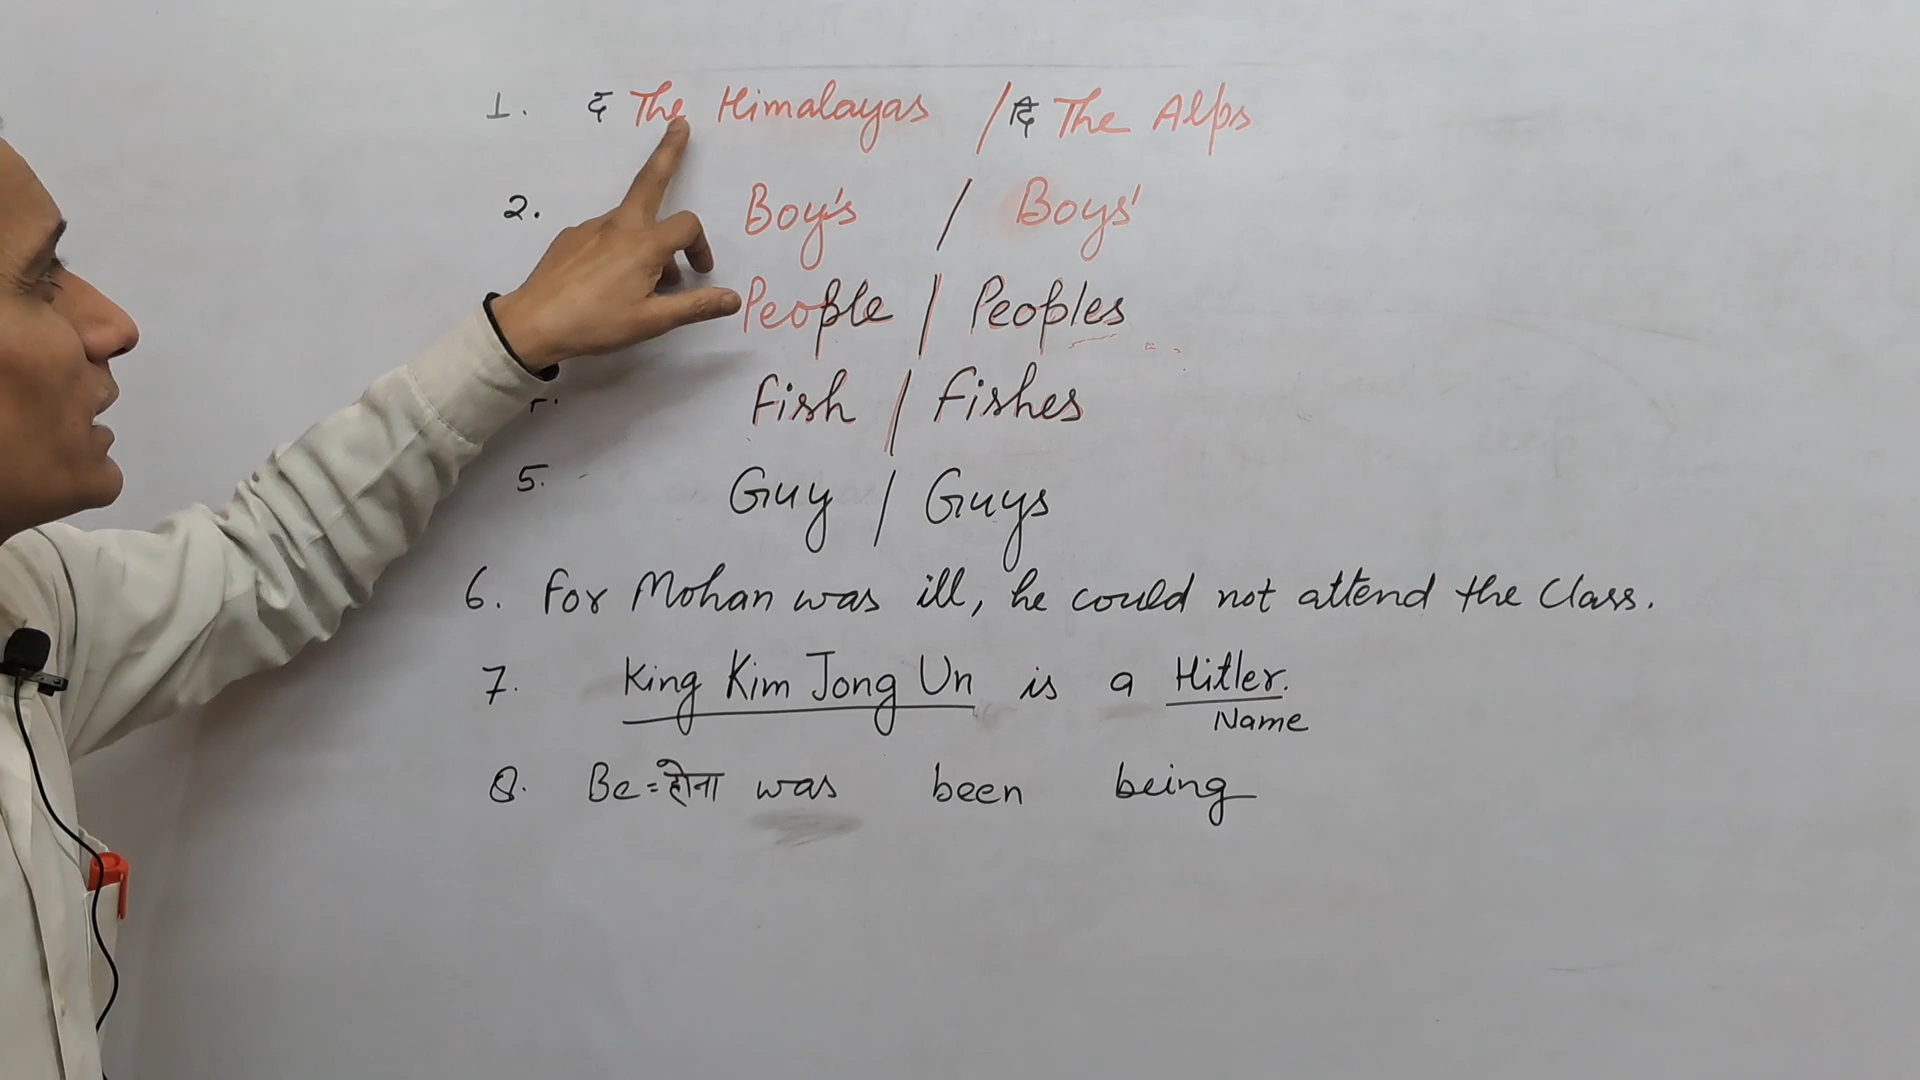 1. द The Himalayas / दि The Alps
2. Boy's / Boys'
People / Peoples
Fish / Fishes
5. Guy / Guys
6. For Mohan was ill, he could not attend the Class.
7. King Kim Jong Un is a Hitler.
Name
8. Be=होना was been being